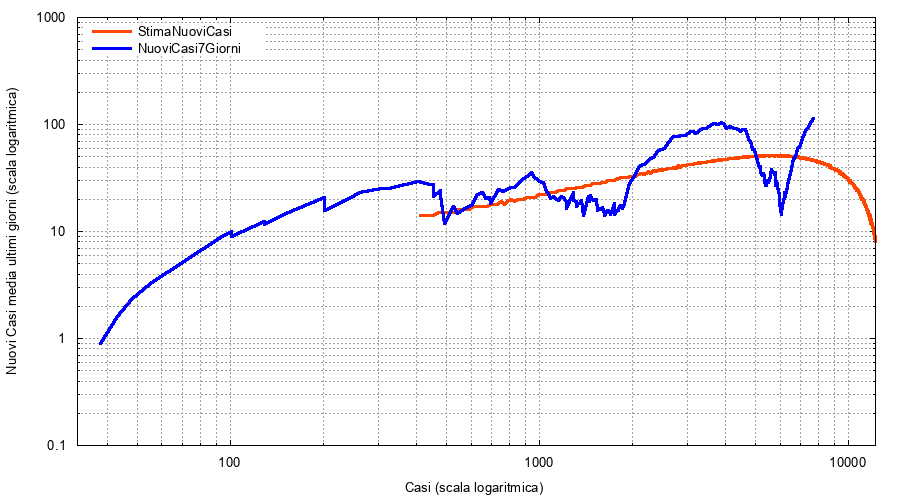 1000
StimaNuoviCasi
NuoviCasi7Giorni
100
10
1
0.1
Nuovi Casi media ultimi giorni (scala logaritmica)
100
1000
10000
Casi (scala logaritmica)